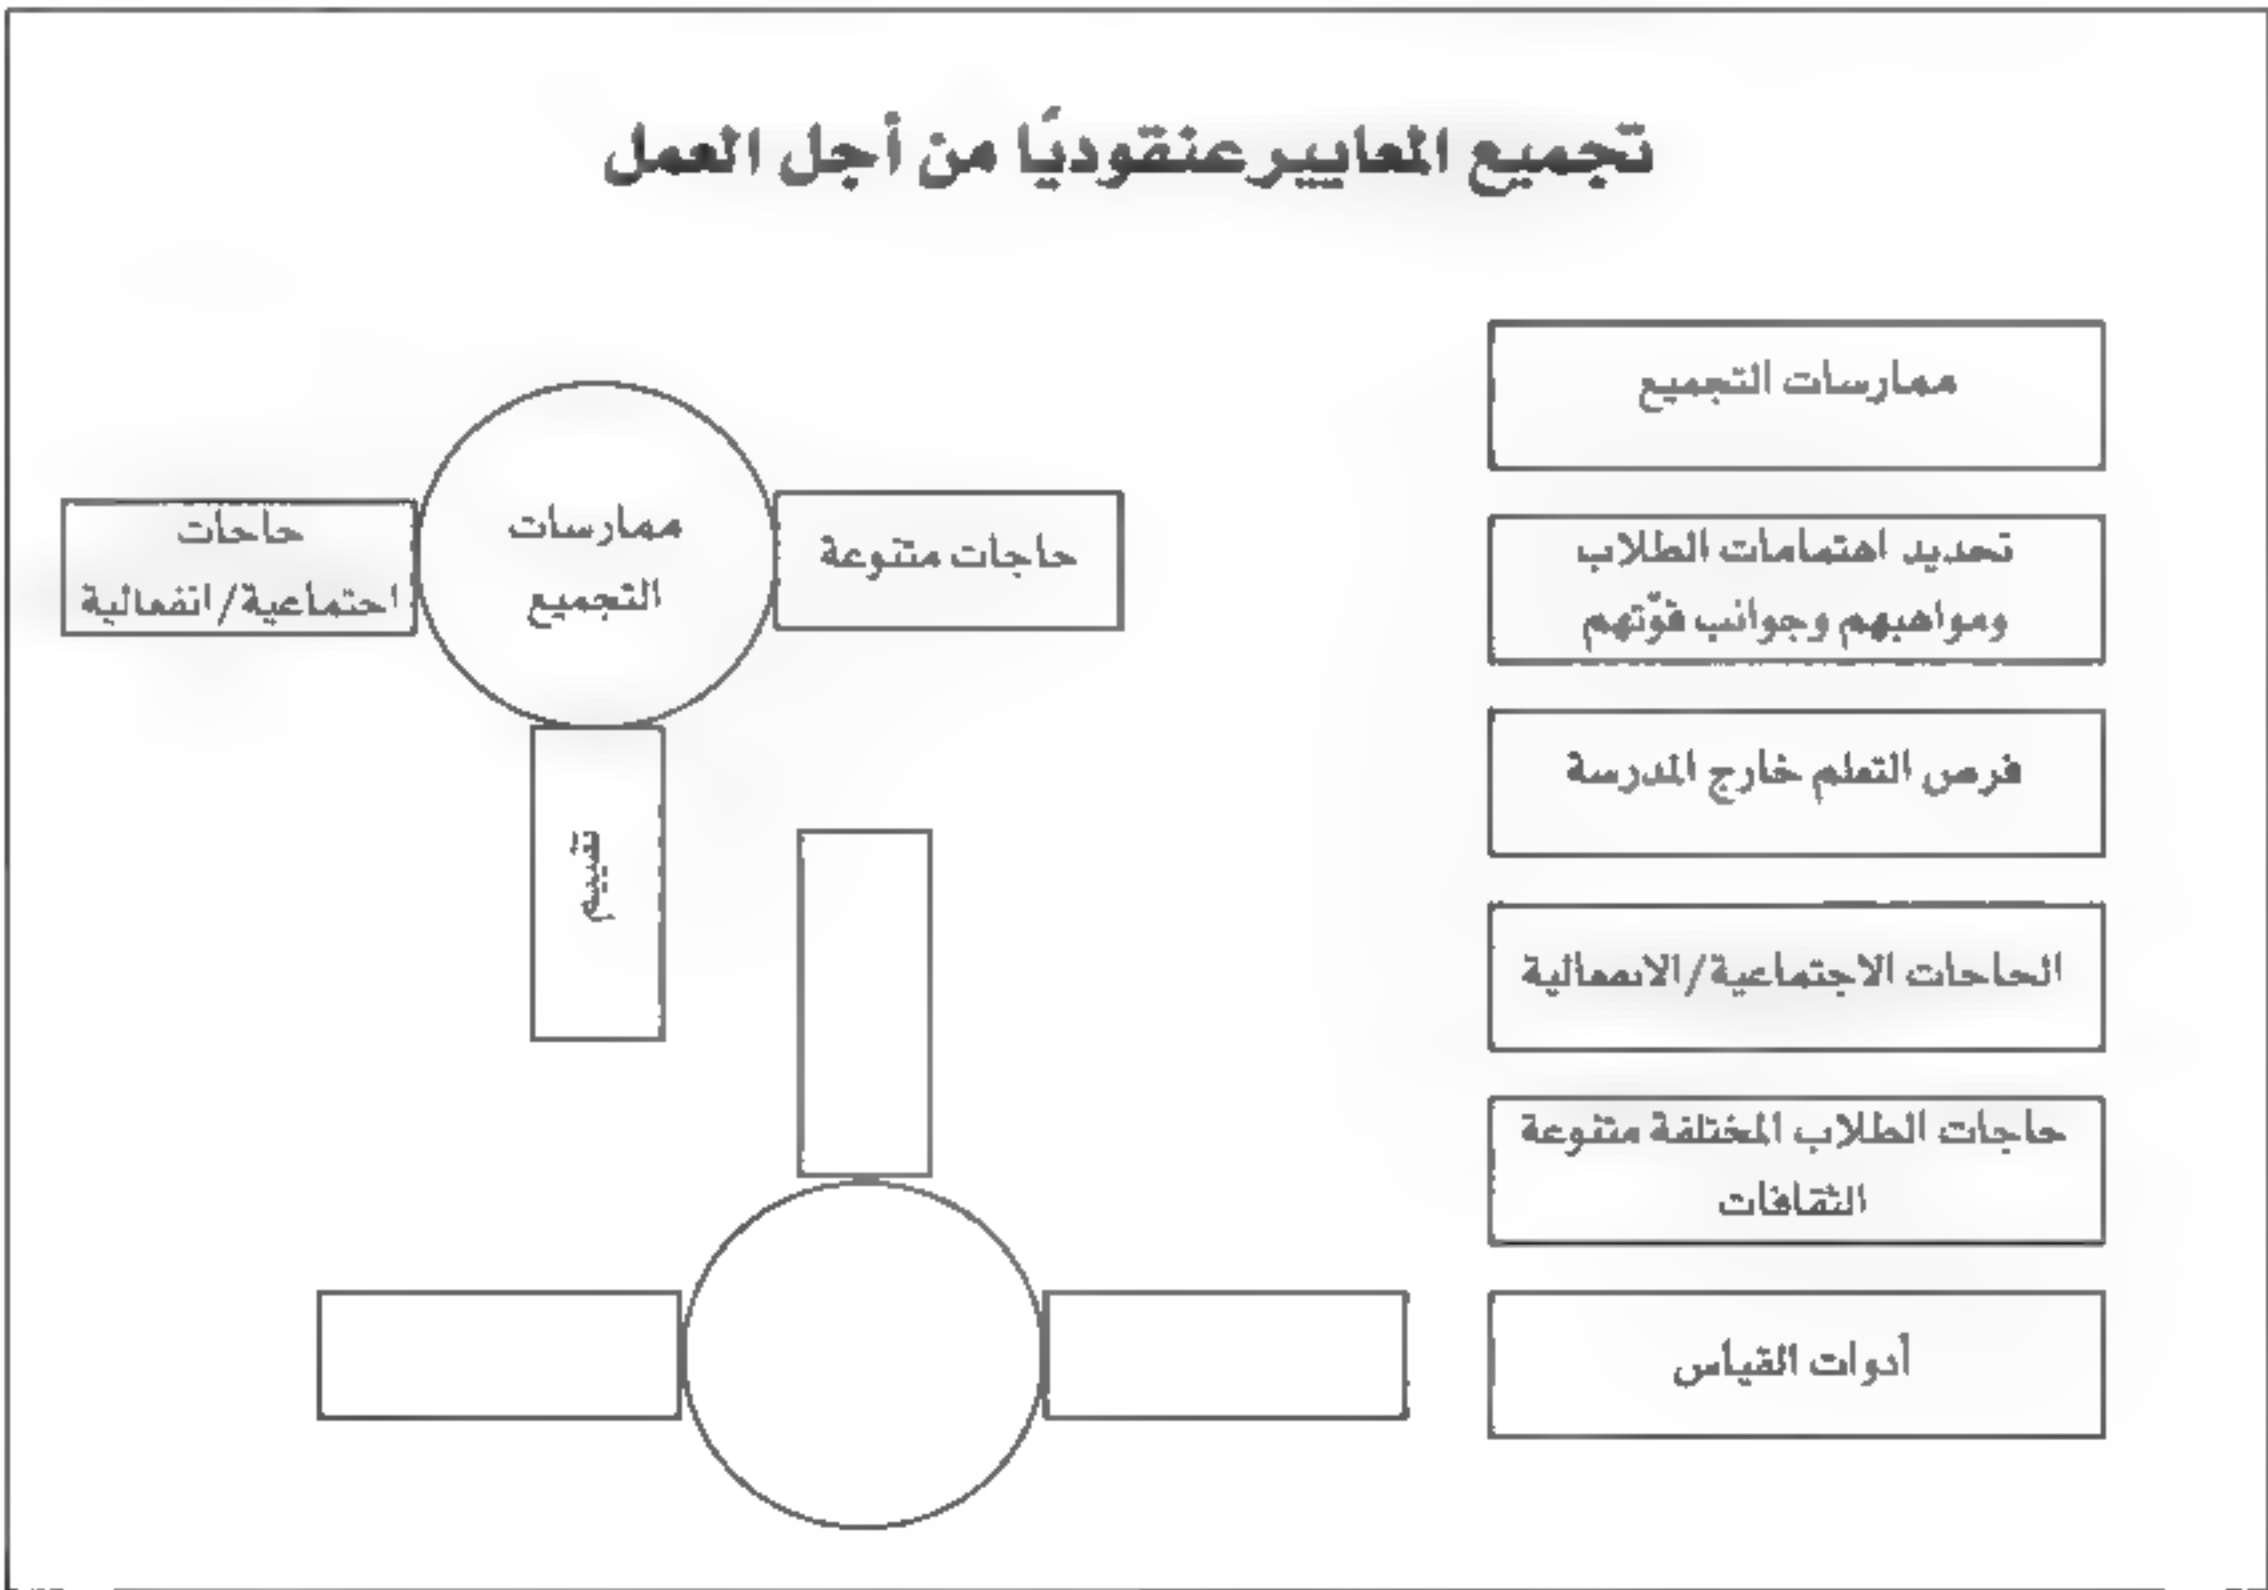 تجميع المعايير عنقوديًا من أجل العمل
ممارسات التجميع
تحديد اهتمامات الطلاب
ومواهبهم وجوانب قوّتهم
فرص التعلم خارج المدرسة
الحاجات الاجتماعية/الانفعالية
حاجات الطلاب المختلفة متنوعة
الثقافات
أدوات القياس
حاجات متنوعة
ممارسات
التجميع
حاجات
اجتماعية/انفعالية